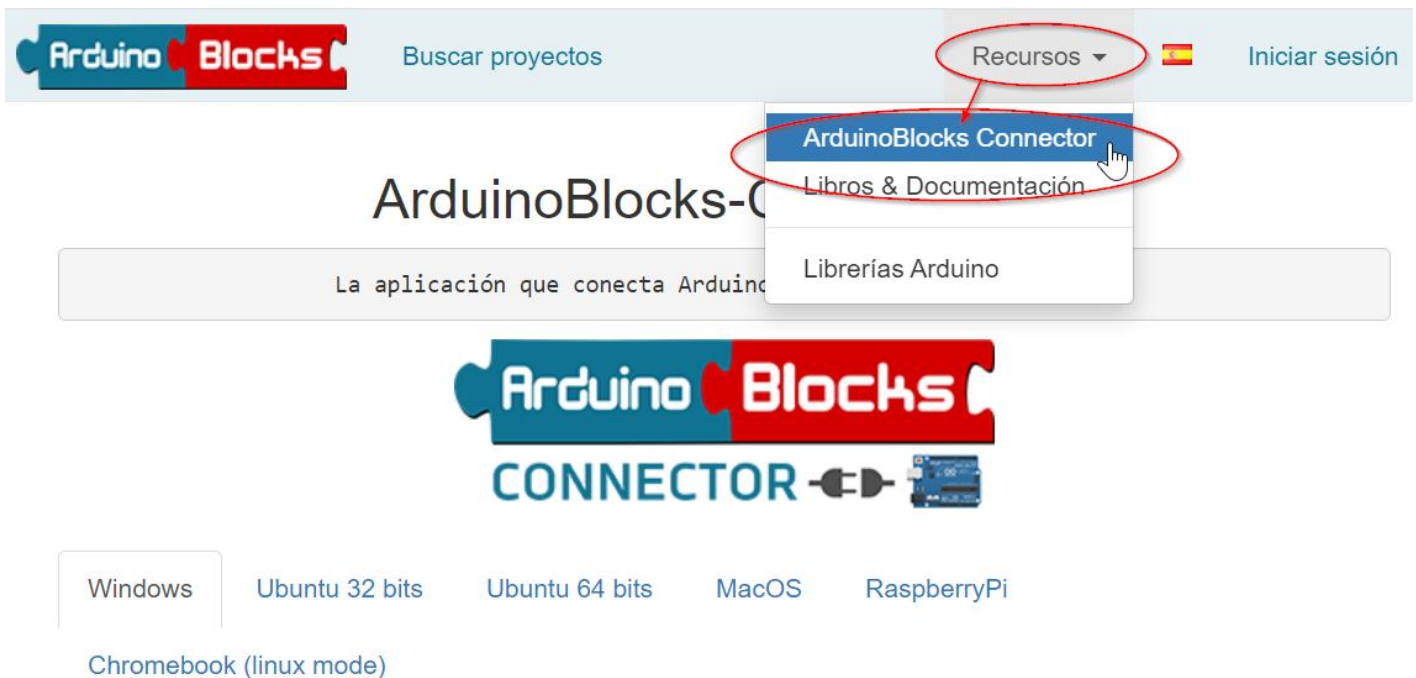 Arduino Blocks Buscar proyectos Recursos Iniciar sesión
ArduinoBlocks Connector
Libros & Documentación
Librerías Arduino
ArduinoBlocks-
La aplicación que conecta Arduino
Arduino Blocks
CONNECTOR
Windows Ubuntu 32 bits Ubuntu 64 bits MacOS RaspberryPi
Chromebook (linux mode)